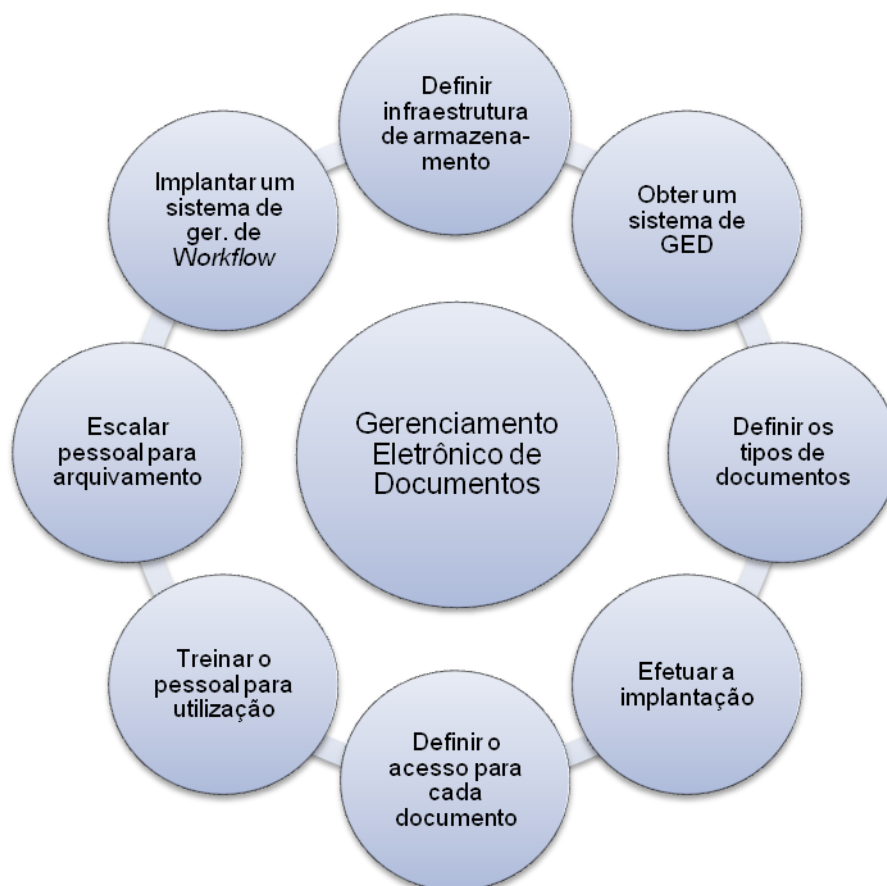 Definir
infraestrutura
de armazena-
mento
Obter um
sistema de
GED
Definir os
tipos de
documentos
Efetuar a
implantação
Definir o
acesso para
cada
documento
Treinar o
pessoal para
utilização
Escalar
pessoal para
arquivamento
Implantar um
sistema de
ger. de
Workflow
Gerenciamento
Eletrônico de
Documentos